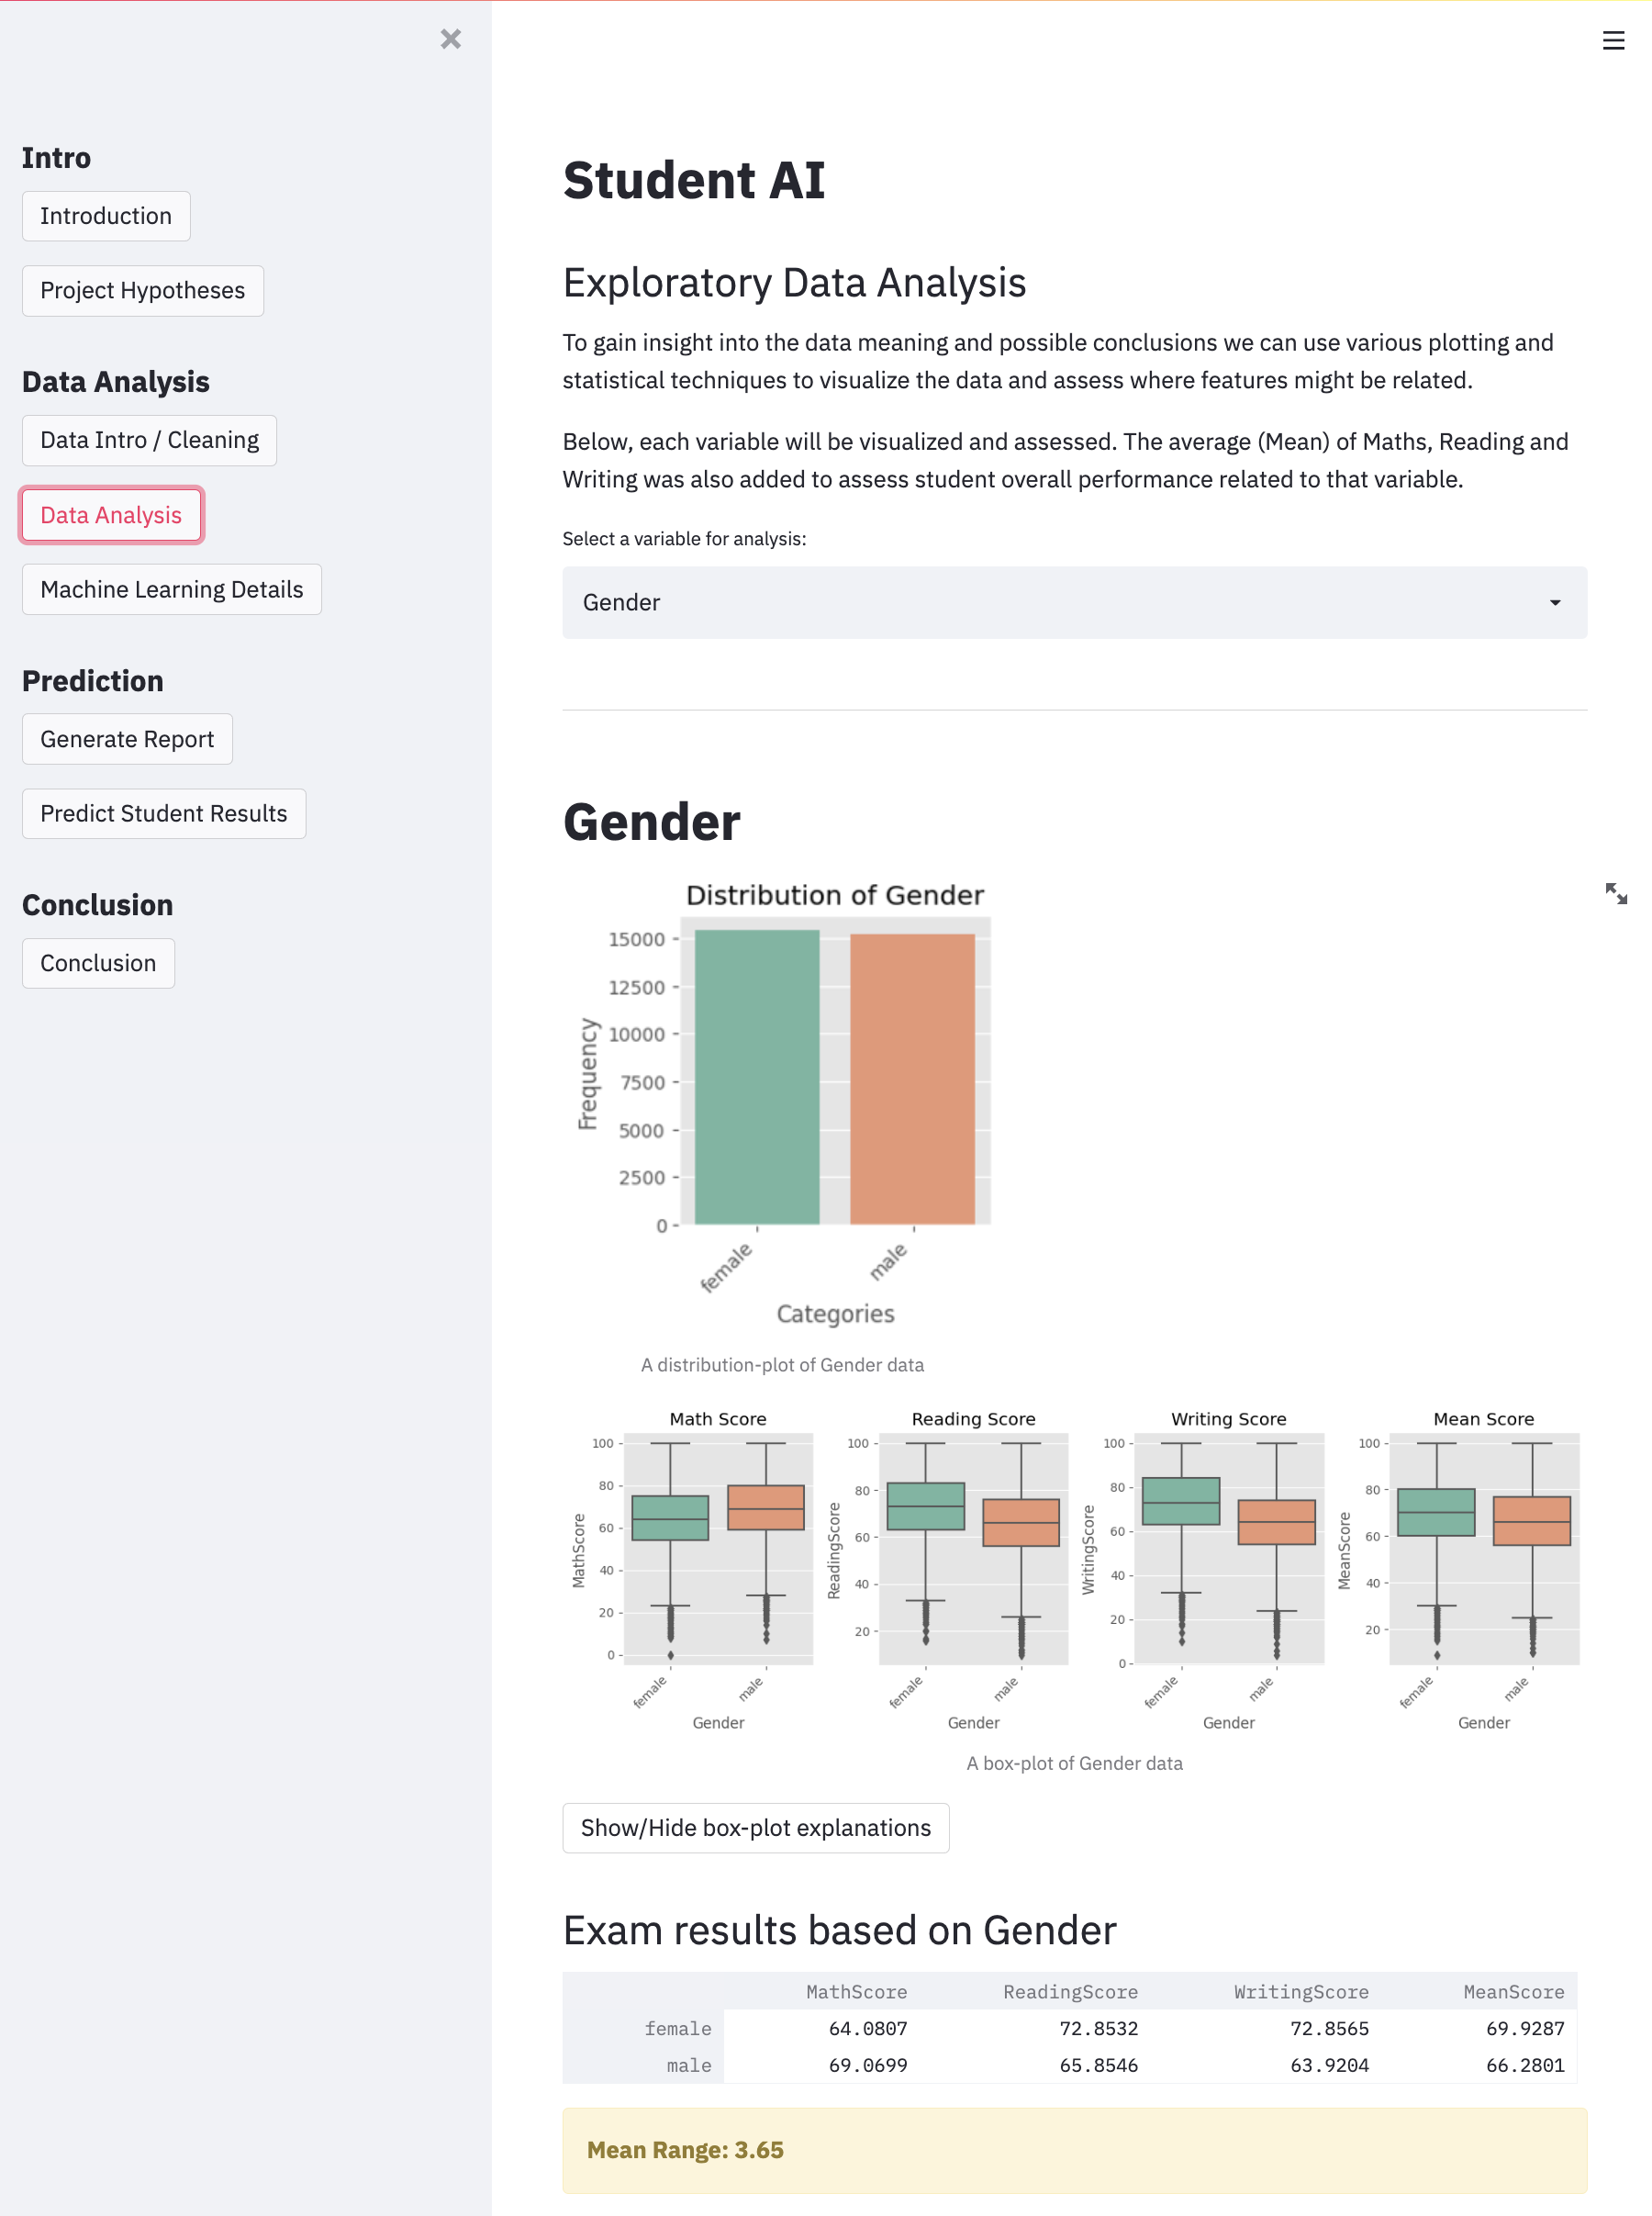 Intro
Introduction
Project Hypotheses
Data Analysis
Data Intro / Cleaning
Data Analysis
Machine Learning Details
Prediction
Generate Report
Predict Student Results
Conclusion
Conclusion
Student AI
Exploratory Data Analysis
To gain insight into the data meaning and possible conclusions we can use various plotting and
statistical techniques to visualize the data and assess where features might be related.
Below, each variable will be visualized and assessed. The average (Mean) of Maths, Reading and
Writing was also added to assess student overall performance related to that variable.
Select a variable for analysis:
Gender
Gender
Distribution of Gender
Frequency
15000
12500
10000
7500
5000
2500
0
female male
Categories
A distribution-plot of Gender data
Math Score
MathScore
100
80
60
40
20
0
female male
Gender
Reading Score
ReadingScore
100
80
60
40
20
female male
Gender
Writing Score
WritingScore
100
80
60
40
20
0
female male
Gender
Mean Score
MeanScore
100
80
60
40
20
female male
Gender
A box-plot of Gender data
Show/Hide box-plot explanations
Exam results based on Gender
MathScore ReadingScore WritingScore MeanScore
female 64.0807 72.8532 72.8565 69.9287
male 69.0699 65.8546 63.9204 66.2801
Mean Range: 3.65